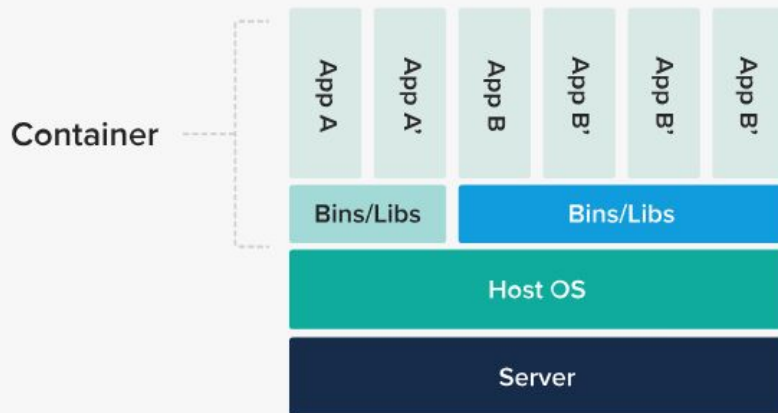 Container
App A
App A’
App B
App B’
App B’
App B’
Bins/Libs
Bins/Libs
Host OS
Server